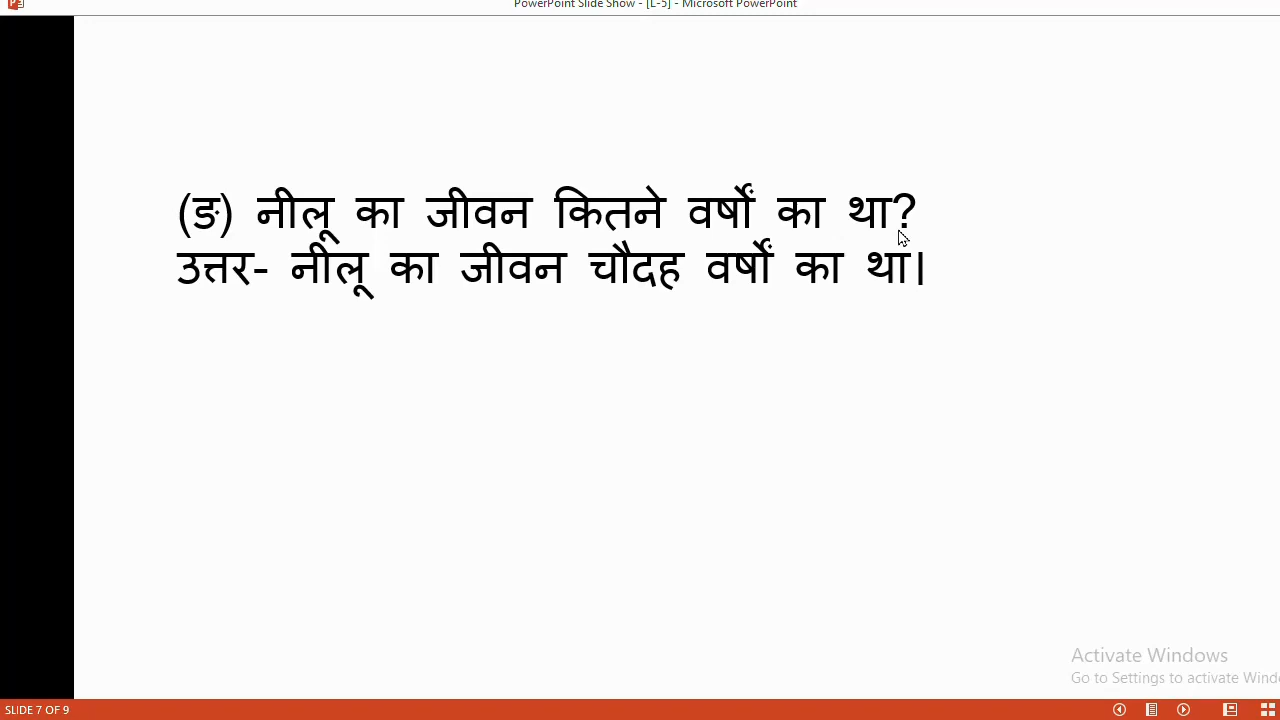 PowerPoint Slide Show - [L-5] - Microsoft PowerPoint
(ङ) नीलू का जीवन कितने वर्षों का था?
उत्तर- नीलू का जीवन चौदह वर्षों का था।
Activate Windows
Go to Settings to activate Wind
SLIDE 7 OF 9